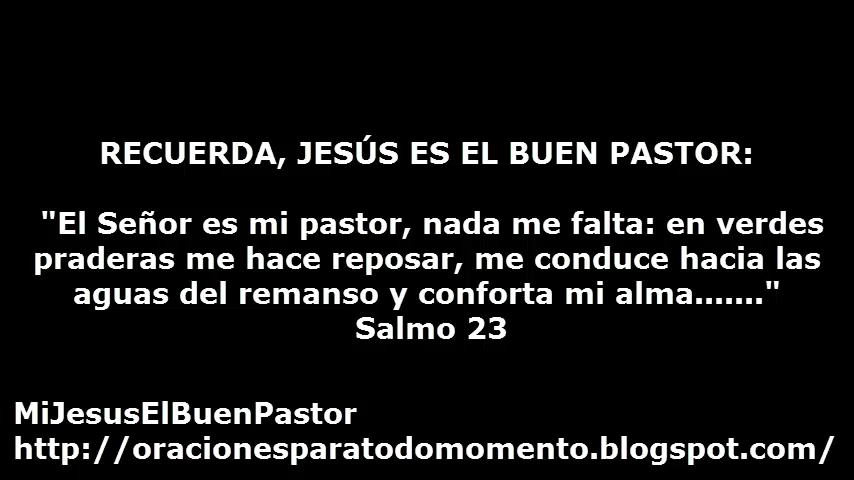 RECUERDA, JESÚS ES EL BUEN PASTOR:
"El Señor es mi pastor, nada me falta: en verdes
praderas me hace reposar, me conduce hacia las
aguas del remanso y conforta mi alma......."
Salmo 23
MiJesusElBuenPastor
http://oracionesparatodomomento.blogspot.com/